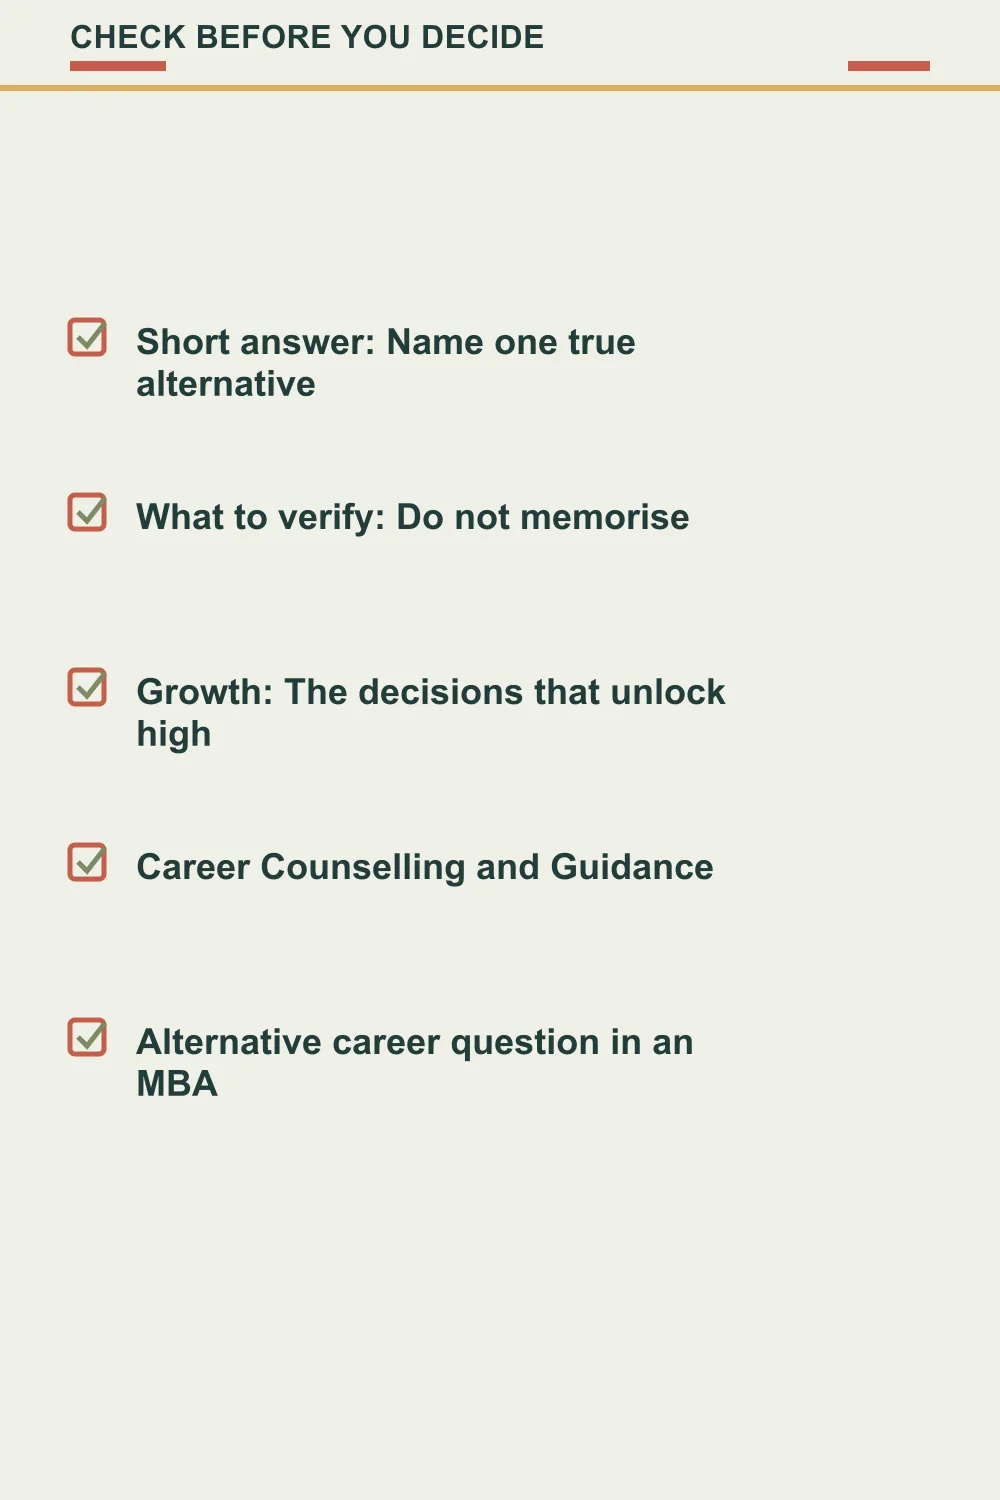 CHECK BEFORE YOU DECIDE
Short answer: Name one true
alternative
What to verify: Do not memorise
Growth: The decisions that unlock
high
Career Counselling and Guidance
Alternative career question in an
MBA